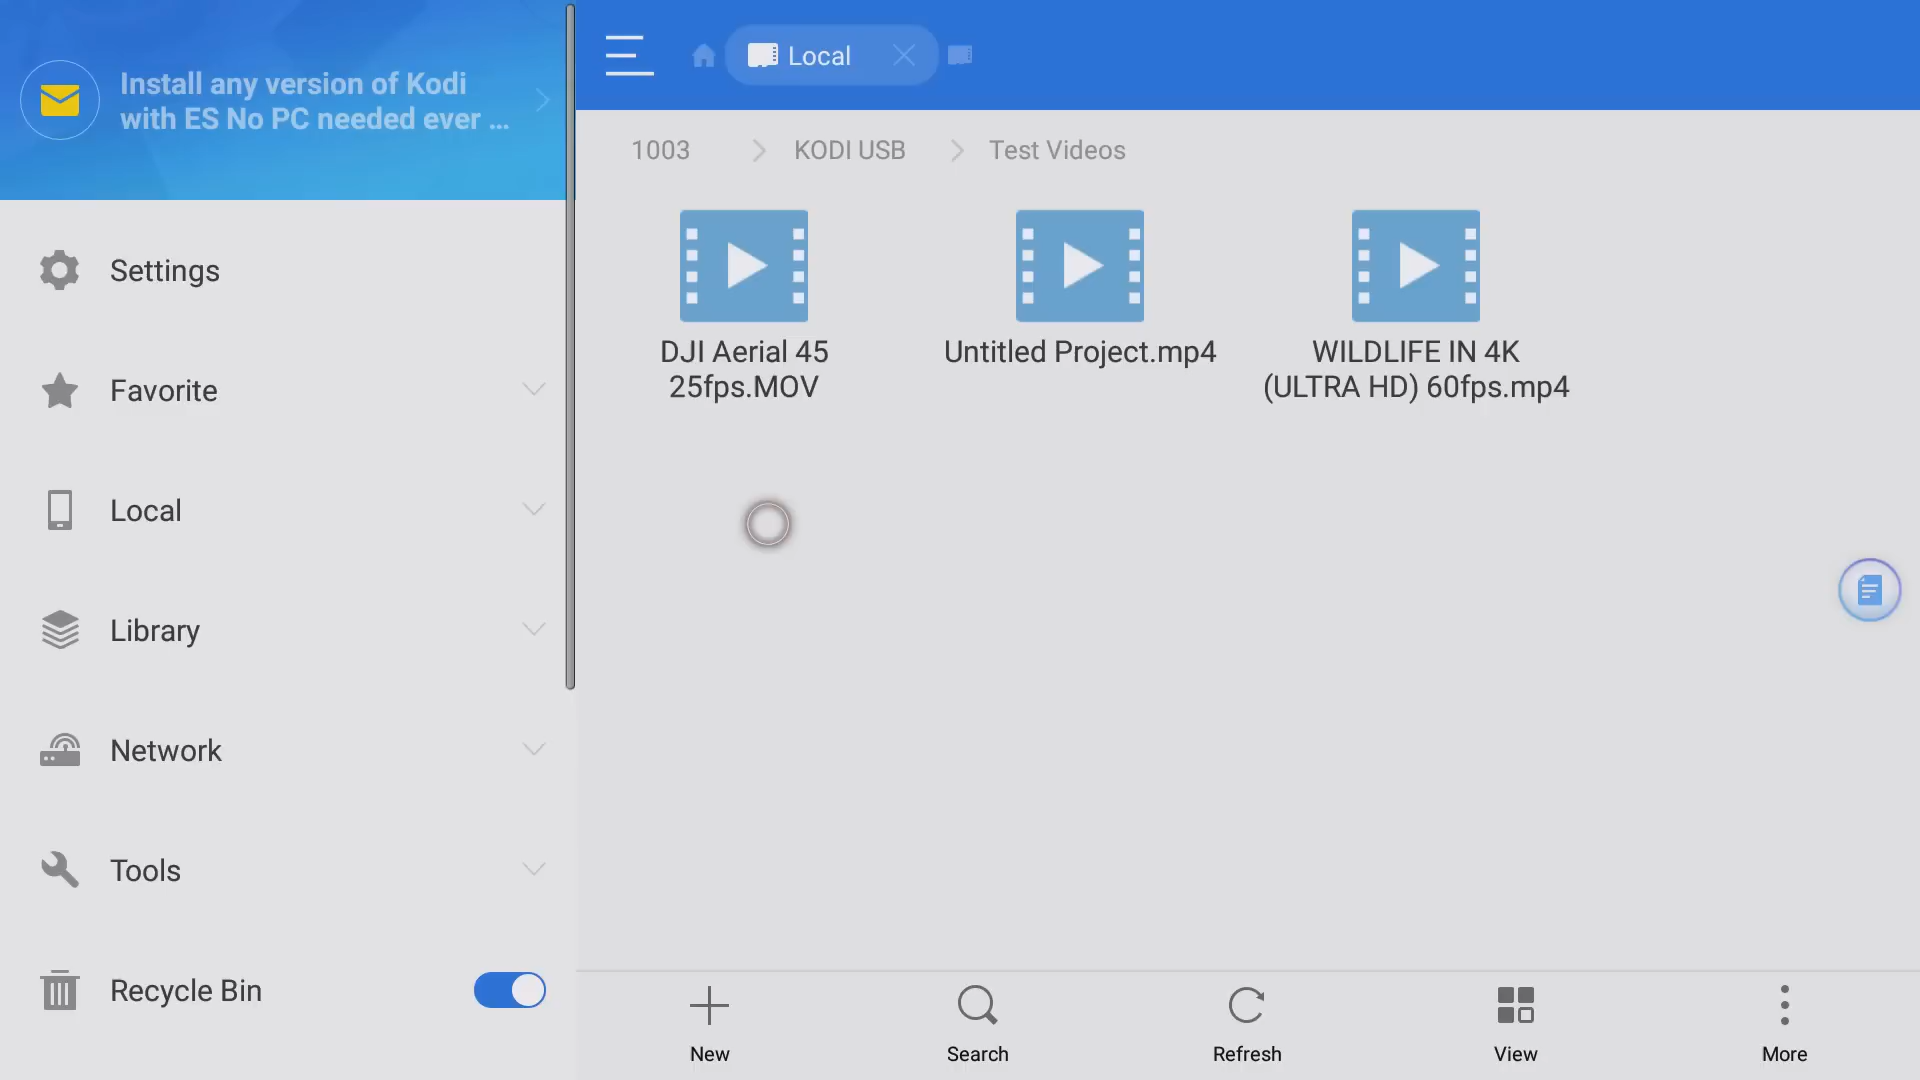 Install any version of Kodi
with ES No PC needed ever ...
Settings
Favorite
Local
Library
Network
Tools
Recycle Bin
Local
1003
KODI USB
Test Videos
DJI Aerial 45
25fps.MOV
Untitled Project.mp4
WILDLIFE IN 4K
(ULTRA HD) 60fps.mp4
New
Search
Refresh
View
More